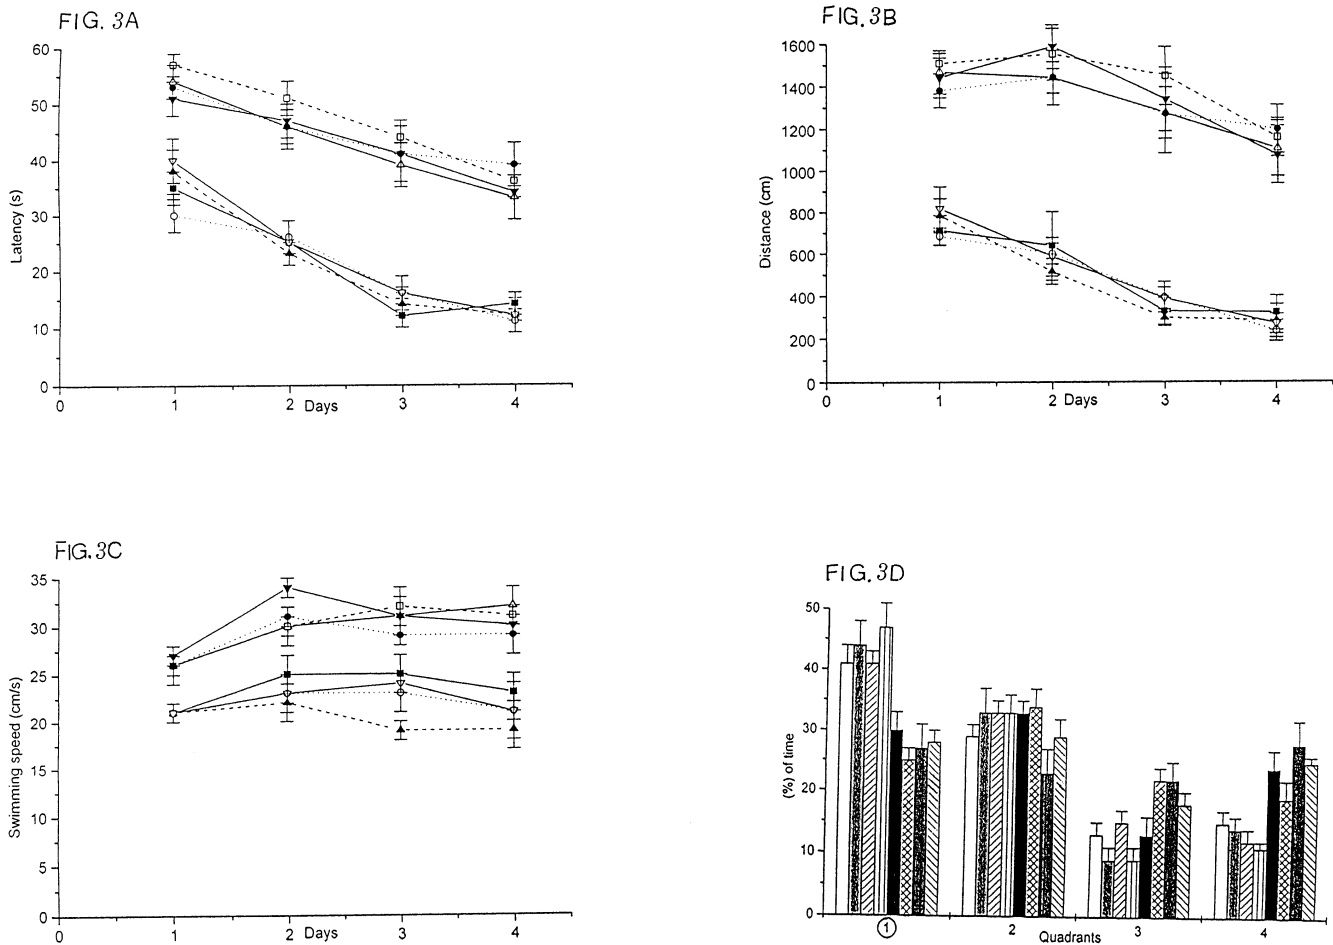 FIG. 3A
60
50
40
30
20
10
0
Latency (s)
0 1 2 Days 3 4
FIG. 3B
1600
1400
1200
1000
800
600
400
200
0
Distance (cm)
0 1 2 Days 3 4
FIG. 3C
35
30
25
20
15
10
5
0
Swimming speed (cm/s)
0 1 2 Days 3 4
FIG. 3D
50
40
30
20
10
0
(%) of time
1 2 3 4
Quadrants